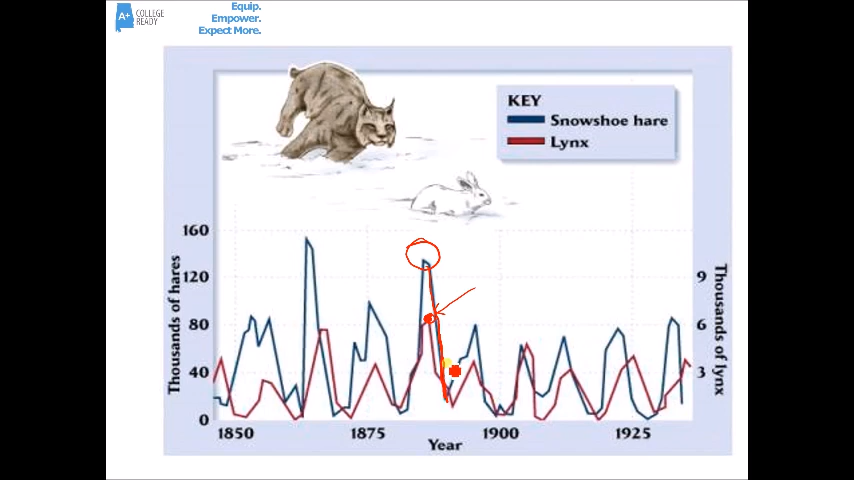 A+ COLLEGE
READY
Equip.
Empower.
Expect More.
KEY
Snowshoe hare
Lynx
Thousands of hares
160
120
80
40
0
9
6
3
0
Thousands of lynx
1850 1875 1900 1925
Year